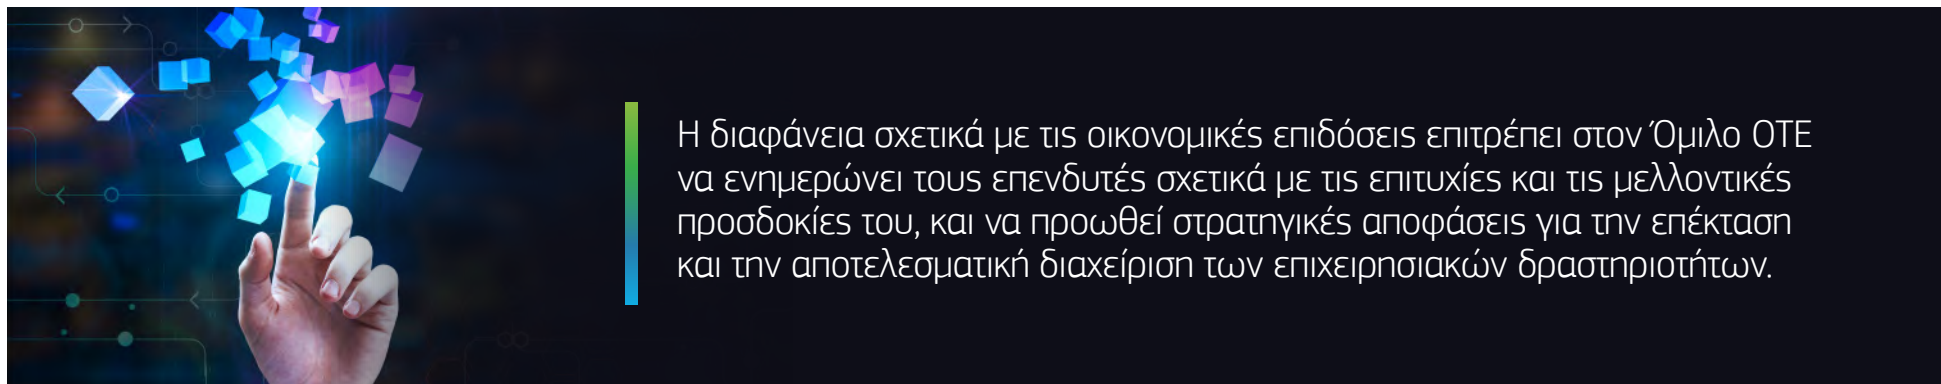 Η διαφάνεια σχετικά με τις οικονομικές επιδόσεις επιτρέπει στον Όμιλο ΟΤΕ
να ενημερώνει τους επενδυτές σχετικά με τις επιτυχίες και τις μελλοντικές
προσδοκίες του, και να προωθεί στρατηγικές αποφάσεις για την επέκταση
και την αποτελεσματική διαχείριση των επιχειρησιακών δραστηριοτήτων.